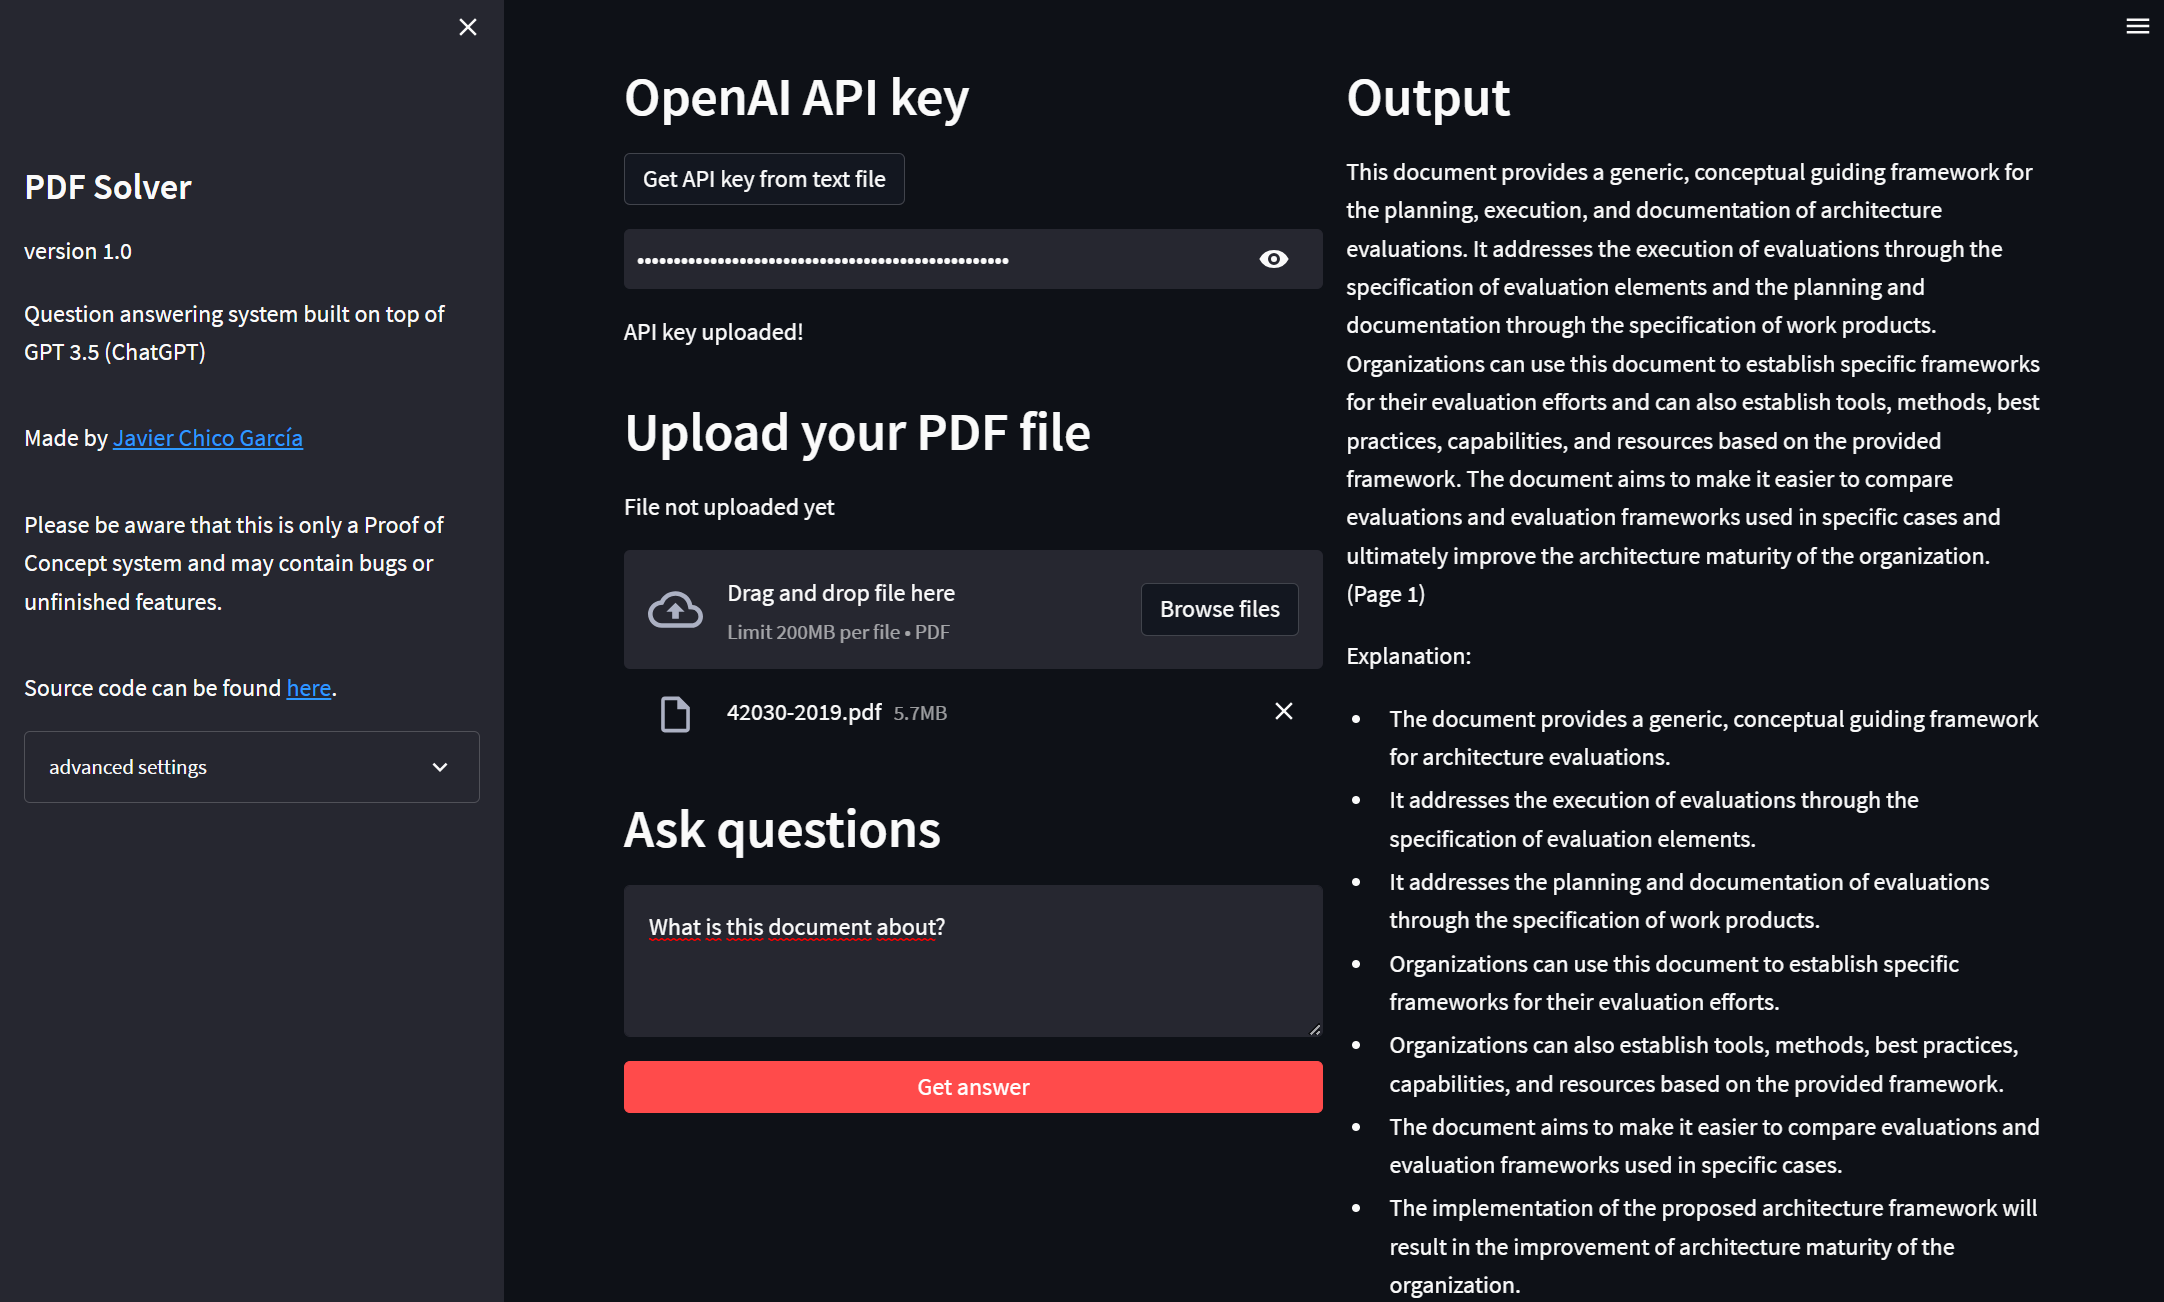 PDF Solver
version 1.0
Question answering system built on top of
GPT 3.5 (ChatGPT)
Made by Javier Chico García
Please be aware that this is only a Proof of
Concept system and may contain bugs or
unfinished features.
Source code can be found here.
advanced settings
OpenAI API key
Get API key from text file
•••••••••••••••••••••••••••••••••••••••••••••••••••
API key uploaded!
Upload your PDF file
File not uploaded yet
Drag and drop file here
Limit 200MB per file • PDF
Browse files
42030-2019.pdf 5.7MB
Ask questions
What is this document about?
Get answer
Output
This document provides a generic, conceptual guiding framework for
the planning, execution, and documentation of architecture
evaluations. It addresses the execution of evaluations through the
specification of evaluation elements and the planning and
documentation through the specification of work products.
Organizations can use this document to establish specific frameworks
for their evaluation efforts and can also establish tools, methods, best
practices, capabilities, and resources based on the provided
framework. The document aims to make it easier to compare
evaluations and evaluation frameworks used in specific cases and
ultimately improve the architecture maturity of the organization.
(Page 1)
Explanation:
• The document provides a generic, conceptual guiding framework
for architecture evaluations.
• It addresses the execution of evaluations through the
specification of evaluation elements.
• It addresses the planning and documentation of evaluations
through the specification of work products.
• Organizations can use this document to establish specific
frameworks for their evaluation efforts.
• Organizations can also establish tools, methods, best practices,
capabilities, and resources based on the provided framework.
• The document aims to make it easier to compare evaluations and
evaluation frameworks used in specific cases.
• The implementation of the proposed architecture framework will
result in the improvement of architecture maturity of the
organization.